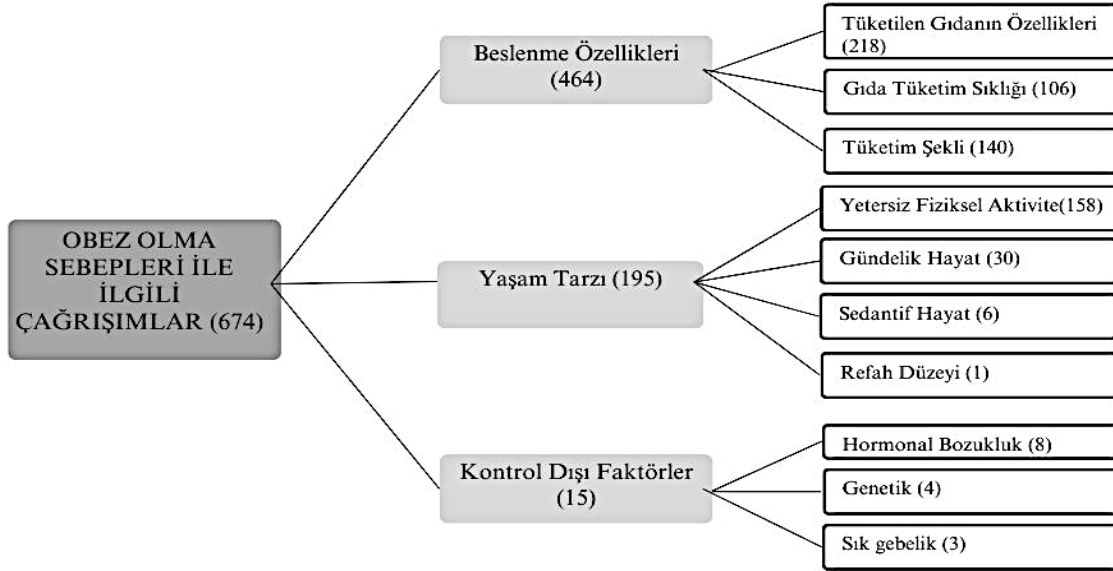 OBEZ OLMA
SEBEPLERİ İLE
İLGİLİ
ÇAĞRIŞIMLAR (674)
Beslenme Özellikleri
(464)
Tüketilen Gıdanın Özellikleri
(218)
Gıda Tüketim Sıklığı (106)
Tüketim Şekli (140)
Yaşam Tarzı (195)
Yetersiz Fiziksel Aktivite(158)
Gündelik Hayat (30)
Sedantif Hayat (6)
Refah Düzeyi (1)
Kontrol Dışı Faktörler
(15)
Hormonal Bozukluk (8)
Genetik (4)
Sık gebelik (3)